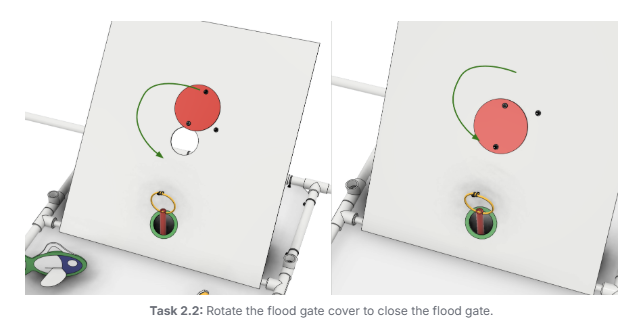 Task 2.2: Rotate the flood gate cover to close the flood gate.